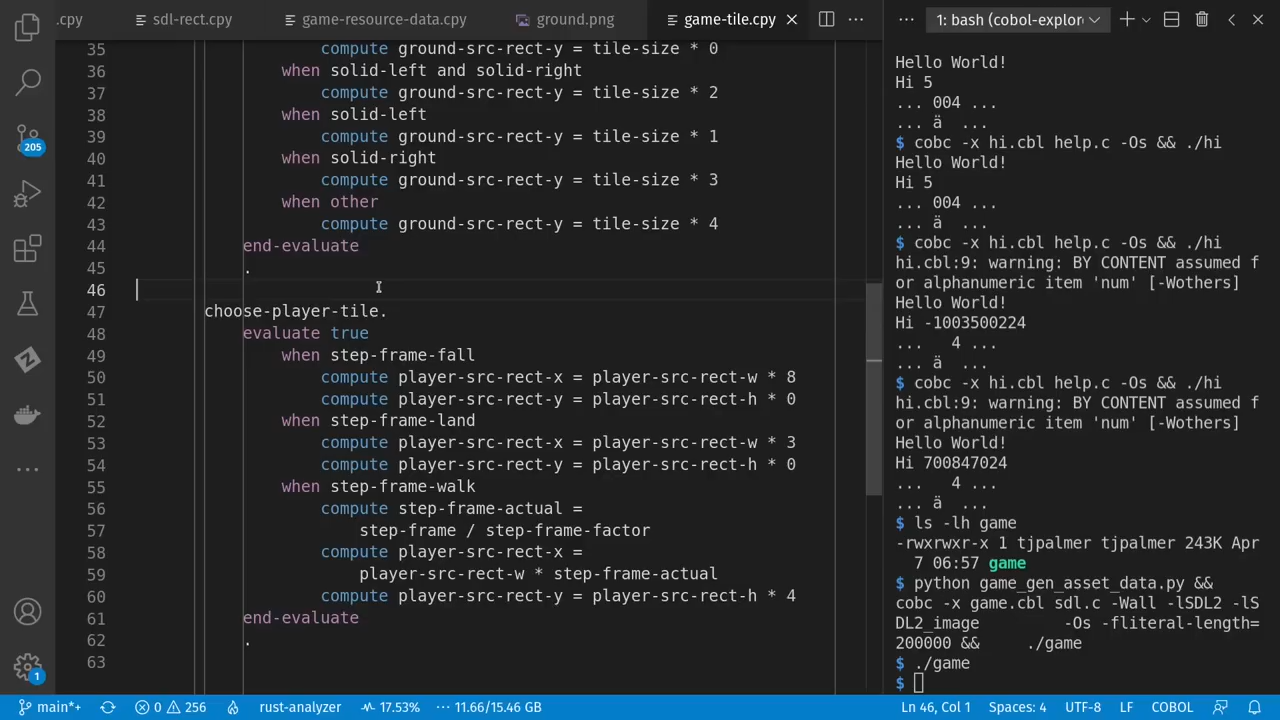 .cpy
sdl-rect.cpy
game-resource-data.cpy
ground.png
game-tile.cpy
35 compute ground-src-rect-y = tile-size * 0
36 when solid-left and solid-right
37 compute ground-src-rect-y = tile-size * 2
38 when solid-left
39 compute ground-src-rect-y = tile-size * 1
40 when solid-right
41 compute ground-src-rect-y = tile-size * 3
42 when other
43 compute ground-src-rect-y = tile-size * 4
44 end-evaluate
45 .
46
47 choose-player-tile.
48 evaluate true
49 when step-frame-fall
50 compute player-src-rect-x = player-src-rect-w * 8
51 compute player-src-rect-y = player-src-rect-h * 0
52 when step-frame-land
53 compute player-src-rect-x = player-src-rect-w * 3
54 compute player-src-rect-y = player-src-rect-h * 0
55 when step-frame-walk
56 compute step-frame-actual =
57 step-frame / step-frame-factor
58 compute player-src-rect-x =
59 player-src-rect-w * step-frame-actual
60 compute player-src-rect-y = player-src-rect-h * 4
61 end-evaluate
62 .
63
1: bash (cobol-explor
Hello World!
Hi 5
... 004 ...
... ä  ...
$ cobc -x hi.cbl help.c -Os && ./hi
Hello World!
Hi 5
... 004 ...
... ä  ...
$ cobc -x hi.cbl help.c -Os && ./hi
hi.cbl:9: warning: BY CONTENT assumed f
or alphanumeric item 'num' [-Wothers]
Hello World!
Hi -1003500224
...   4 ...
... ä  ...
$ cobc -x hi.cbl help.c -Os && ./hi
hi.cbl:9: warning: BY CONTENT assumed f
or alphanumeric item 'num' [-Wothers]
Hello World!
Hi 700847024
...   4 ...
... ä  ...
$ ls -lh game
-rwxrwxr-x 1 tjpalmer tjpalmer 243K Apr
7 06:57 game
$ python game_gen_asset_data.py &&
cobc -x game.cbl sdl.c -Wall -lSDL2 -lS
DL2_image -Os -fliteral-length=
200000 && ./game
$ ./game
$
205
1
main*+
0
256
rust-analyzer
17.53%
... 11.66/15.46 GB
Ln 46, Col 1
Spaces: 4
UTF-8
LF
COBOL